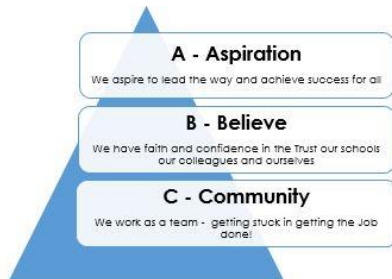 A - Aspiration
We aspire to lead the way and achieve success for all
B - Believe
We have faith and confidence in the Trust our schools
our colleagues and ourselves
C - Community
We work as a team - getting stuck in getting the Job
done!